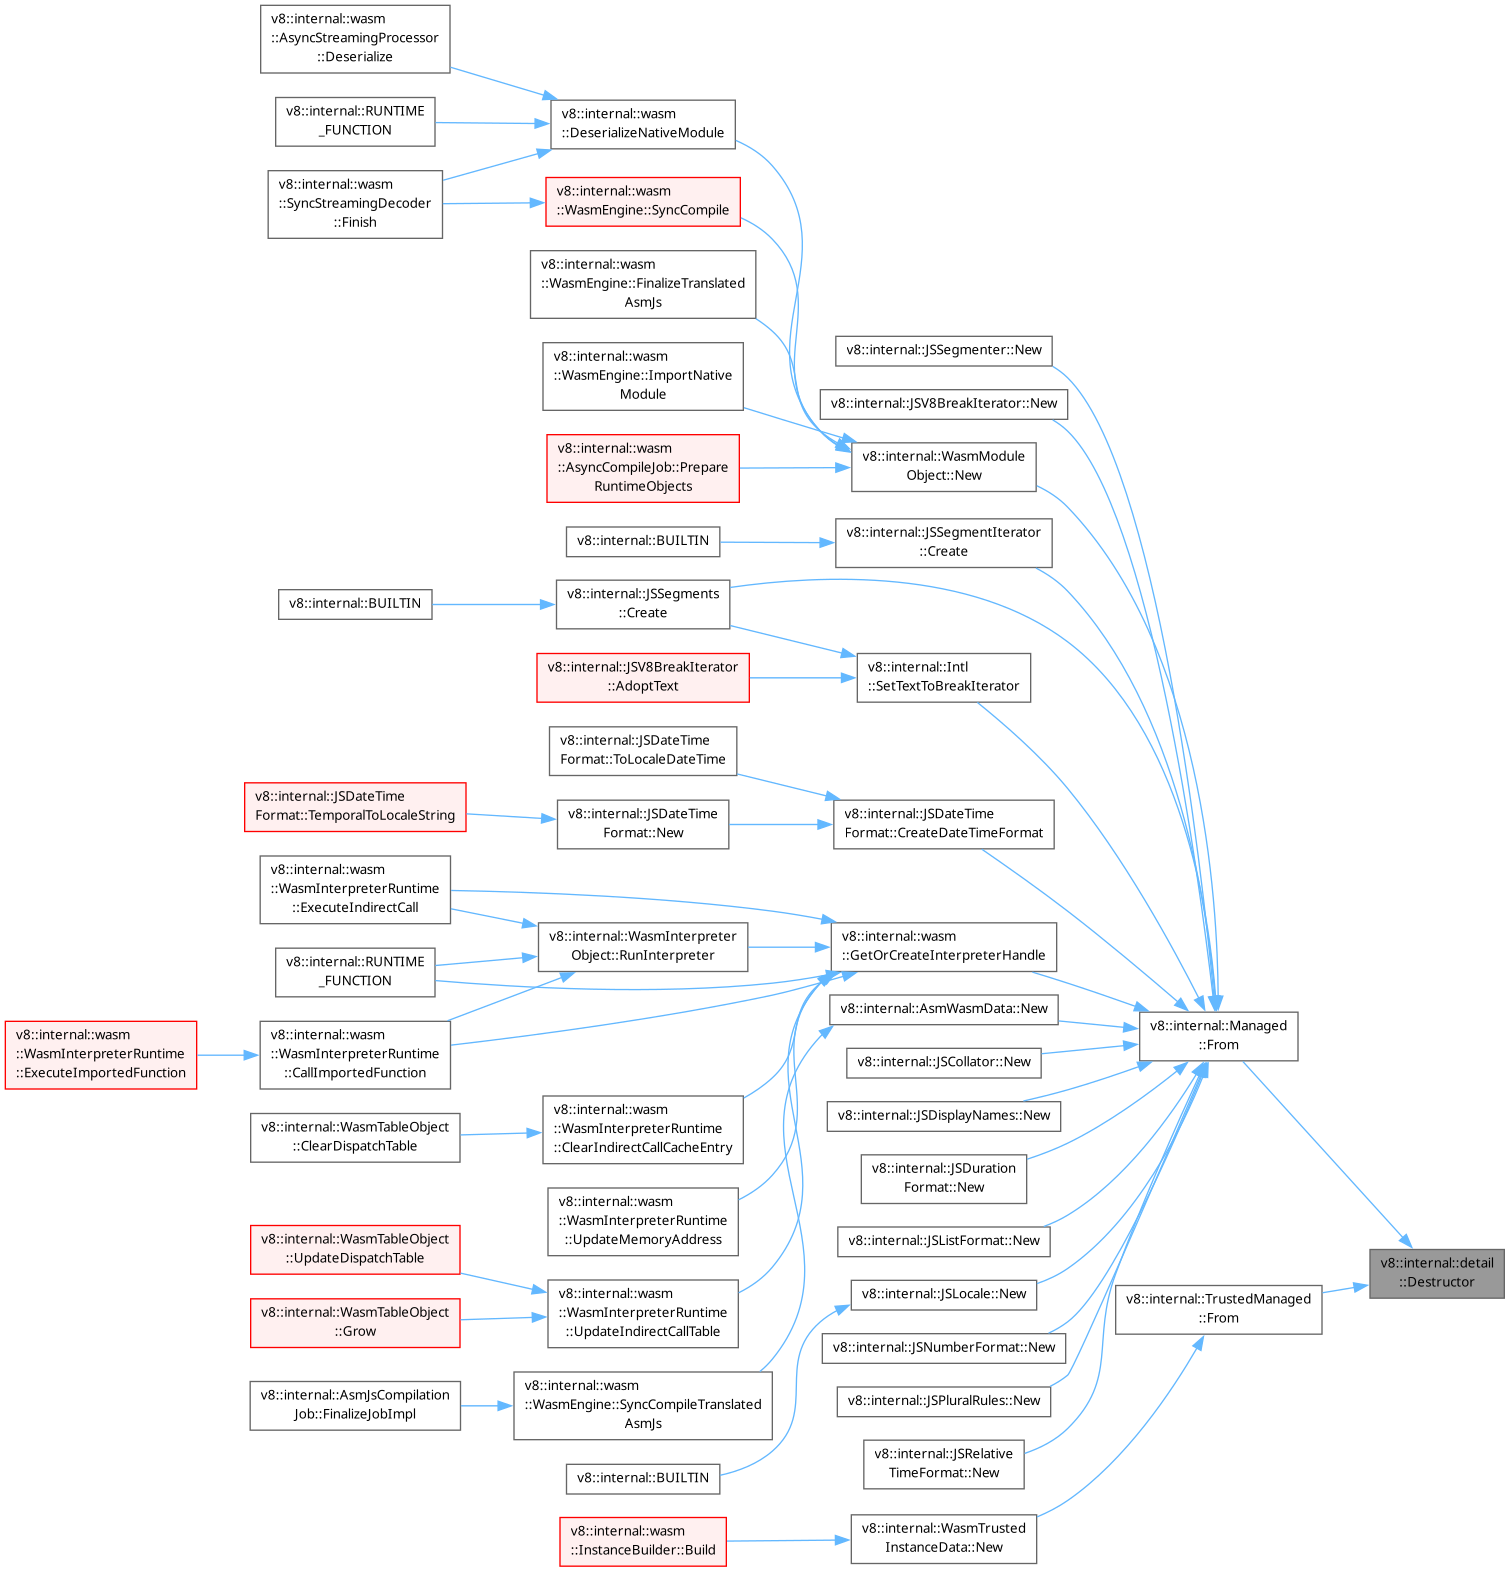 v8::internal::wasm
::AsyncStreamingProcessor
::Deserialize
v8::internal::RUNTIME
_FUNCTION
v8::internal::wasm
::DeserializeNativeModule
v8::internal::wasm
::SyncStreamingDecoder
::Finish
v8::internal::wasm
::WasmEngine::SyncCompile
v8::internal::wasm
::WasmEngine::FinalizeTranslated
AsmJs
v8::internal::wasm
::WasmEngine::ImportNative
Module
v8::internal::JSSegmenter::New
v8::internal::JSV8BreakIterator::New
v8::internal::wasm
::AsyncCompileJob::Prepare
RuntimeObjects
v8::internal::WasmModule
Object::New
v8::internal::BUILTIN
v8::internal::JSSegmentIterator
::Create
v8::internal::BUILTIN
v8::internal::JSSegments
::Create
v8::internal::JSV8BreakIterator
::AdoptText
v8::internal::Intl
::SetTextToBreakIterator
v8::internal::JSDateTime
Format::ToLocaleDateTime
v8::internal::JSDateTime
Format::TemporalToLocaleString
v8::internal::JSDateTime
Format::New
v8::internal::JSDateTime
Format::CreateDateTimeFormat
v8::internal::wasm
::WasmInterpreterRuntime
::ExecuteIndirectCall
v8::internal::WasmInterpreter
Object::RunInterpreter
v8::internal::wasm
::GetOrCreateInterpreterHandle
v8::internal::RUNTIME
_FUNCTION
v8::internal::AsmWasmData::New
v8::internal::Managed
::From
v8::internal::wasm
::WasmInterpreterRuntime
::ExecuteImportedFunction
v8::internal::wasm
::WasmInterpreterRuntime
::CallImportedFunction
v8::internal::JSCollator::New
v8::internal::JSDisplayNames::New
v8::internal::WasmTableObject
::ClearDispatchTable
v8::internal::wasm
::WasmInterpreterRuntime
::ClearIndirectCallCacheEntry
v8::internal::JSDuration
Format::New
v8::internal::wasm
::WasmInterpreterRuntime
::UpdateMemoryAddress
v8::internal::JSListFormat::New
v8::internal::WasmTableObject
::UpdateDispatchTable
v8::internal::detail
::Destructor
v8::internal::JSLocale::New
v8::internal::TrustedManaged
::From
v8::internal::WasmTableObject
::Grow
v8::internal::wasm
::WasmInterpreterRuntime
::UpdateIndirectCallTable
v8::internal::JSNumberFormat::New
v8::internal::JSPluralRules::New
v8::internal::AsmJsCompilation
Job::FinalizeJobImpl
v8::internal::wasm
::WasmEngine::SyncCompileTranslated
AsmJs
v8::internal::JSRelative
TimeFormat::New
v8::internal::BUILTIN
v8::internal::wasm
::InstanceBuilder::Build
v8::internal::WasmTrusted
InstanceData::New